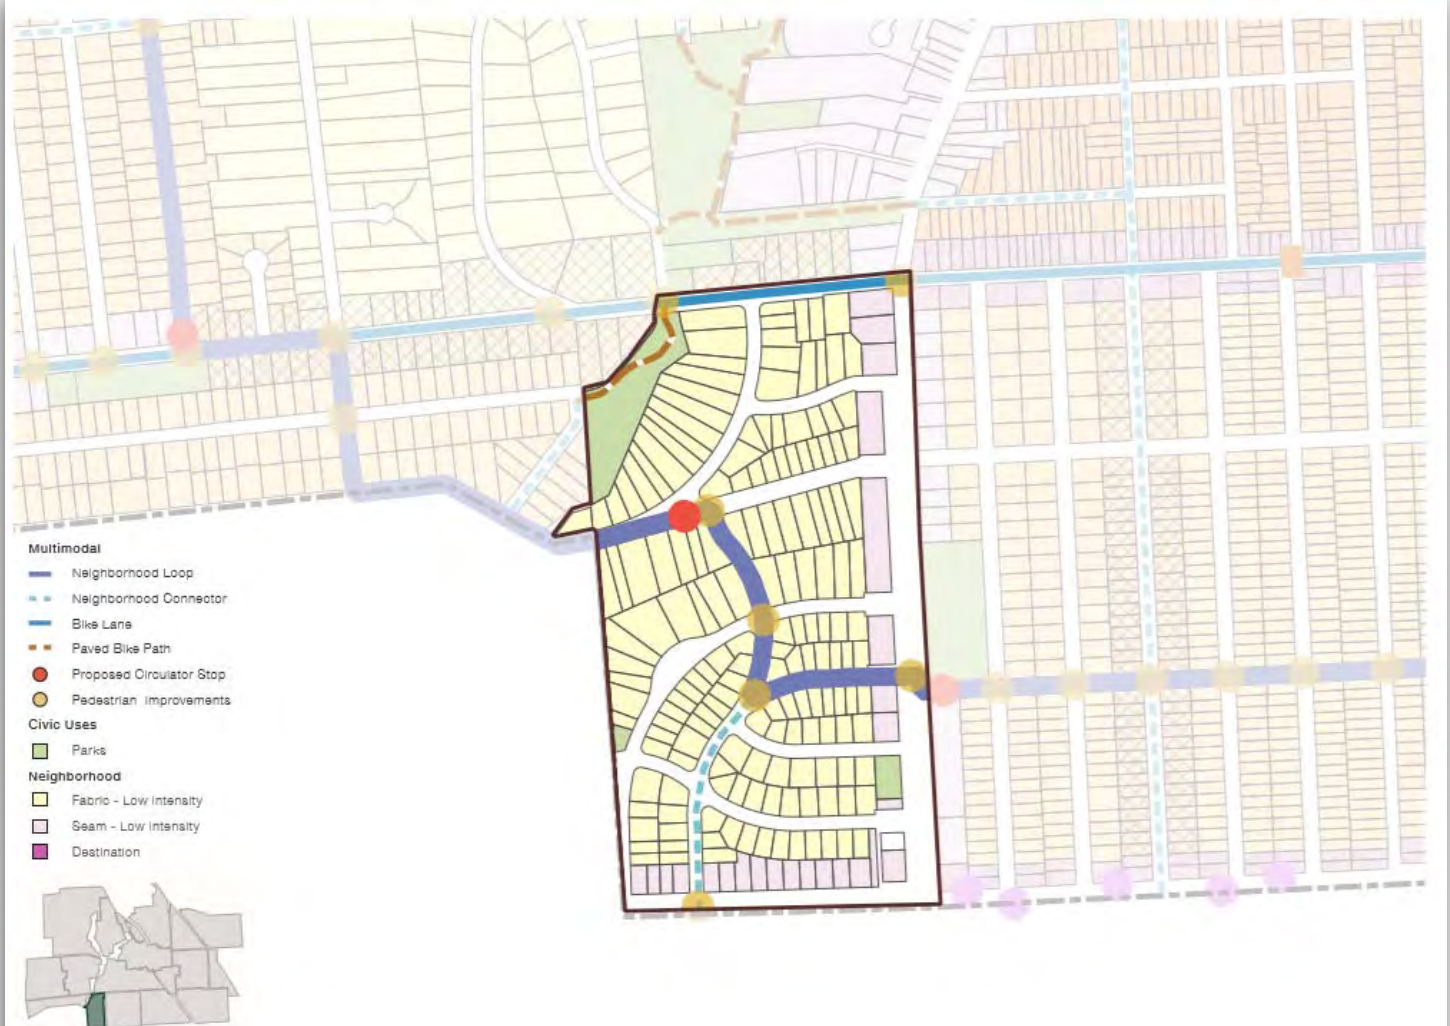 Multimodal
Neighborhood Loop
Neighborhood Connector
Bike Lane
Paved Bike Path
Proposed Circulator Stop
Pedestrian Improvements
Civic Uses
Parks
Neighborhood
Fabric - Low Intensity
Seam - Low Intensity
Destination